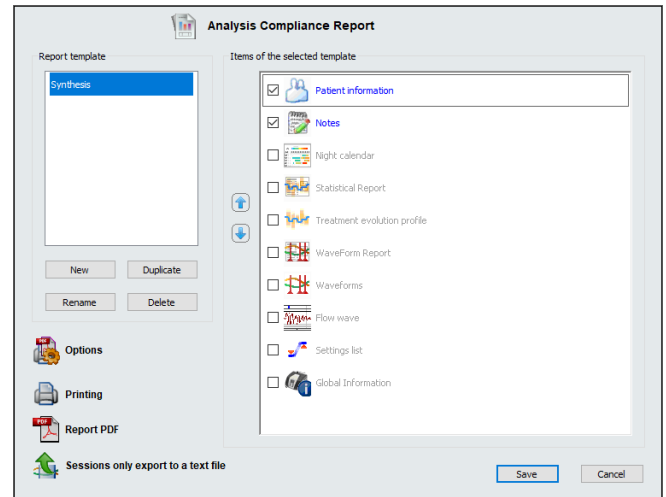 Analysis Compliance Report
Report template
Synthesis
New
Duplicate
Rename
Delete
Options
Printing
PDF
Report PDF
Sessions only export to a text file
Items of the selected template
Patient information
Notes
Night calendar
Statistical Report
Treatment evolution profile
WaveForm Report
Waveforms
Flow wave
Settings list
Global Information
Save
Cancel